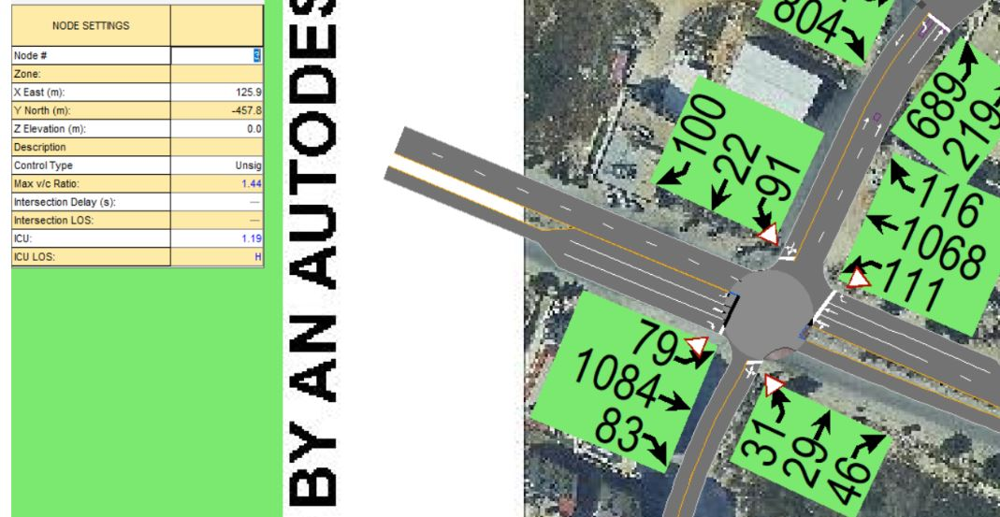 NODE SETTINGS
Node # 3
Zone:
X East (m): 125.9
Y North (m): -457.8
Z Elevation (m): 0.0
Description
Control Type Unsig
Max v/c Ratio: 1.44
Intersection Delay (s): —
Intersection LOS: —
ICU: 1.19
ICU LOS: H
BY AN AUTODES
804
689
219
100
22
91
116
1068
111
79
1084
83
31
29
46